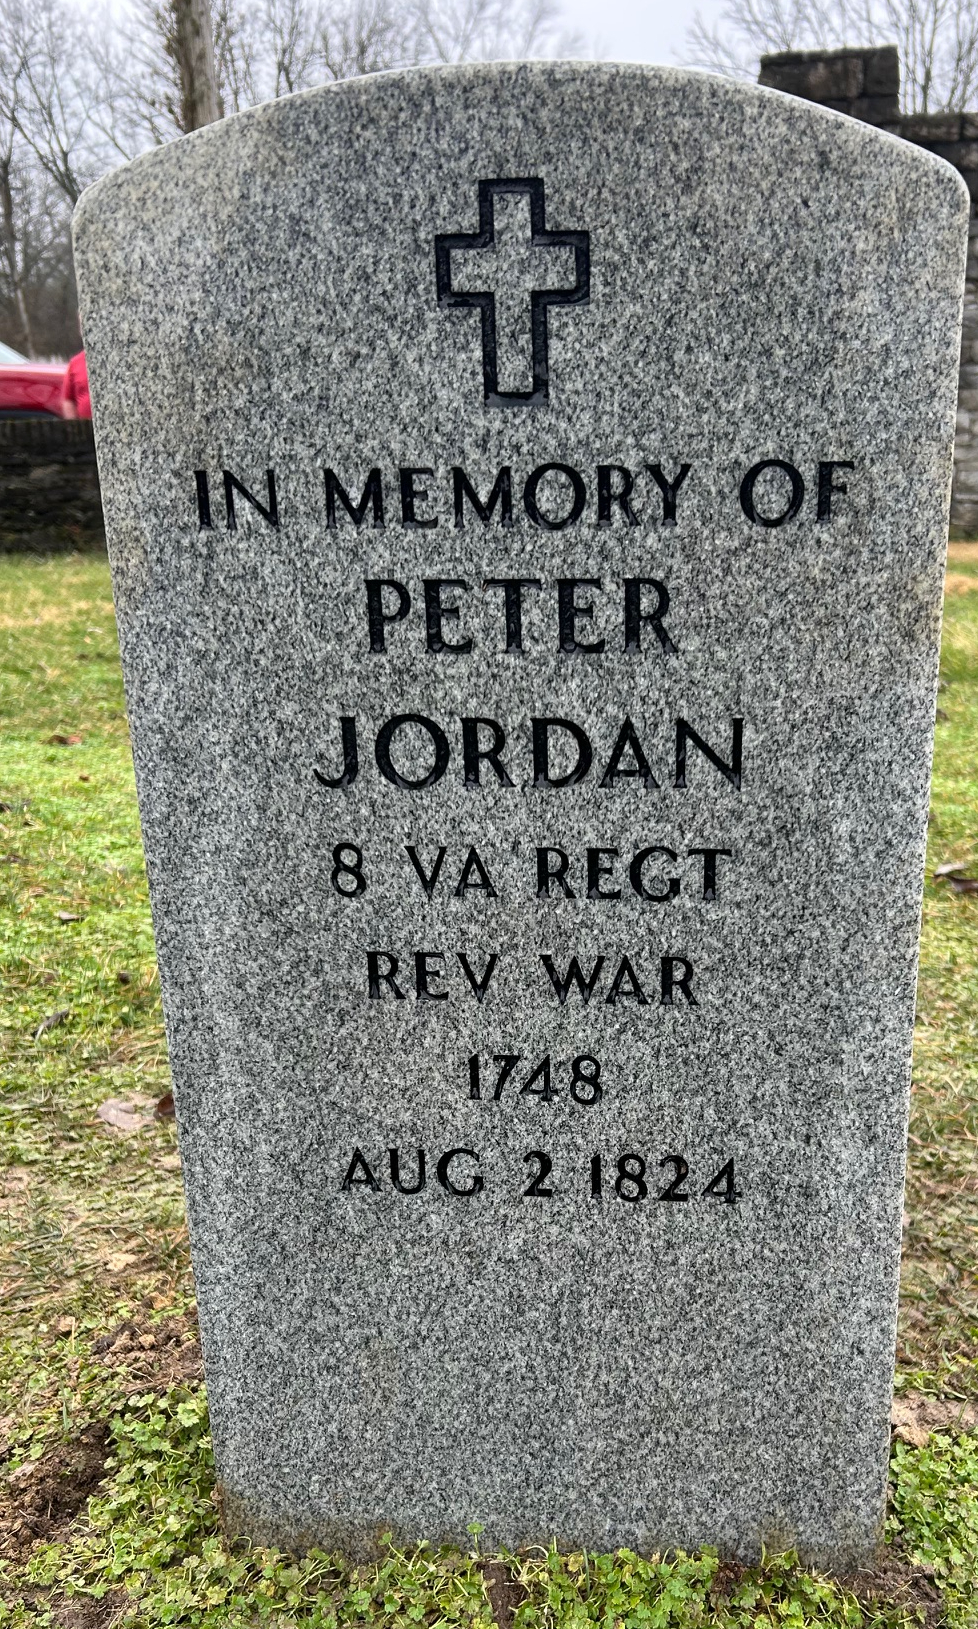 IN MEMORY OF
PETER
JORDAN
8 VA REGT
REV WAR
1748
AUG 2 1824